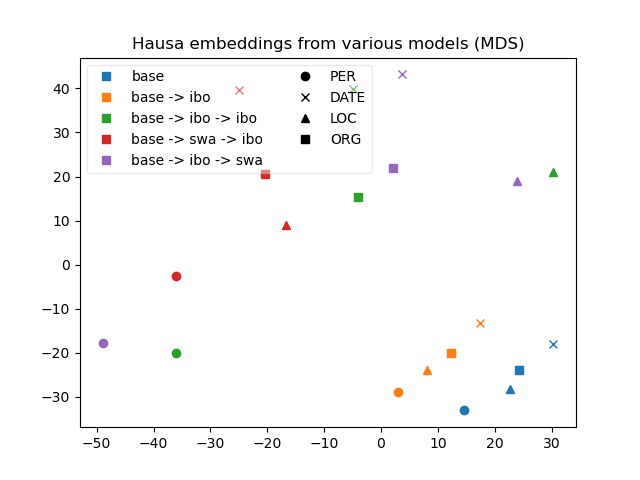 Hausa embeddings from various models (MDS)
base
base -> ibo
base -> ibo -> ibo
base -> swa -> ibo
base -> ibo -> swa
PER
DATE
LOC
ORG
40
30
20
10
0
−10
−20
−30
−50 −40 −30 −20 −10 0 10 20 30